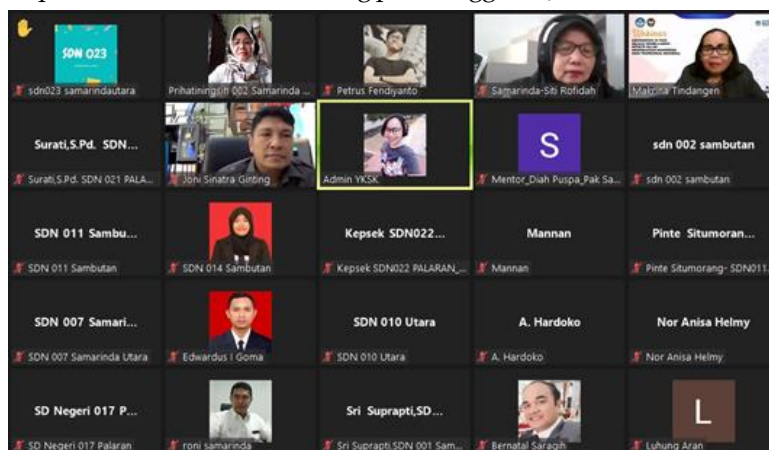 SDN 023
sdn023 samarindautara
Prihatiningsih 002 Samarinda ...
Petrus Fendiyanto
Samarinda-Siti Rofidah
Webinar
Makrina Tindangen
Surati,S.Pd. SDN...
Surati,S.Pd. SDN 021 PALA...
Joni Sinatra Ginting
Admin YKSK
S
Mentor_Diah Puspa_Pak Sa...
sdn 002 sambutan
sdn 002 sambutan
SDN 011 Sambu...
SDN 011 Sambutan
SDN 014 Sambutan
Kepsek SDN022...
Kepsek SDN022 PALARAN_...
Mannan
Mannan
Pinte Situmoran...
Pinte Situmorang- SDN011...
SDN 007 Samari...
SDN 007 Samarinda Utara
Edwardus I Goma
SDN 010 Utara
SDN 010 Utara
A. Hardoko
A. Hardoko
Nor Anisa Helmy
Nor Anisa Helmy
SD Negeri 017 P...
SD Negeri 017 Palaran
roni samarinda
Sri Suprapti,SD...
Sri Suprapti,SDN 001 Sam...
Bernatal Saragih
L
Luhung Aran